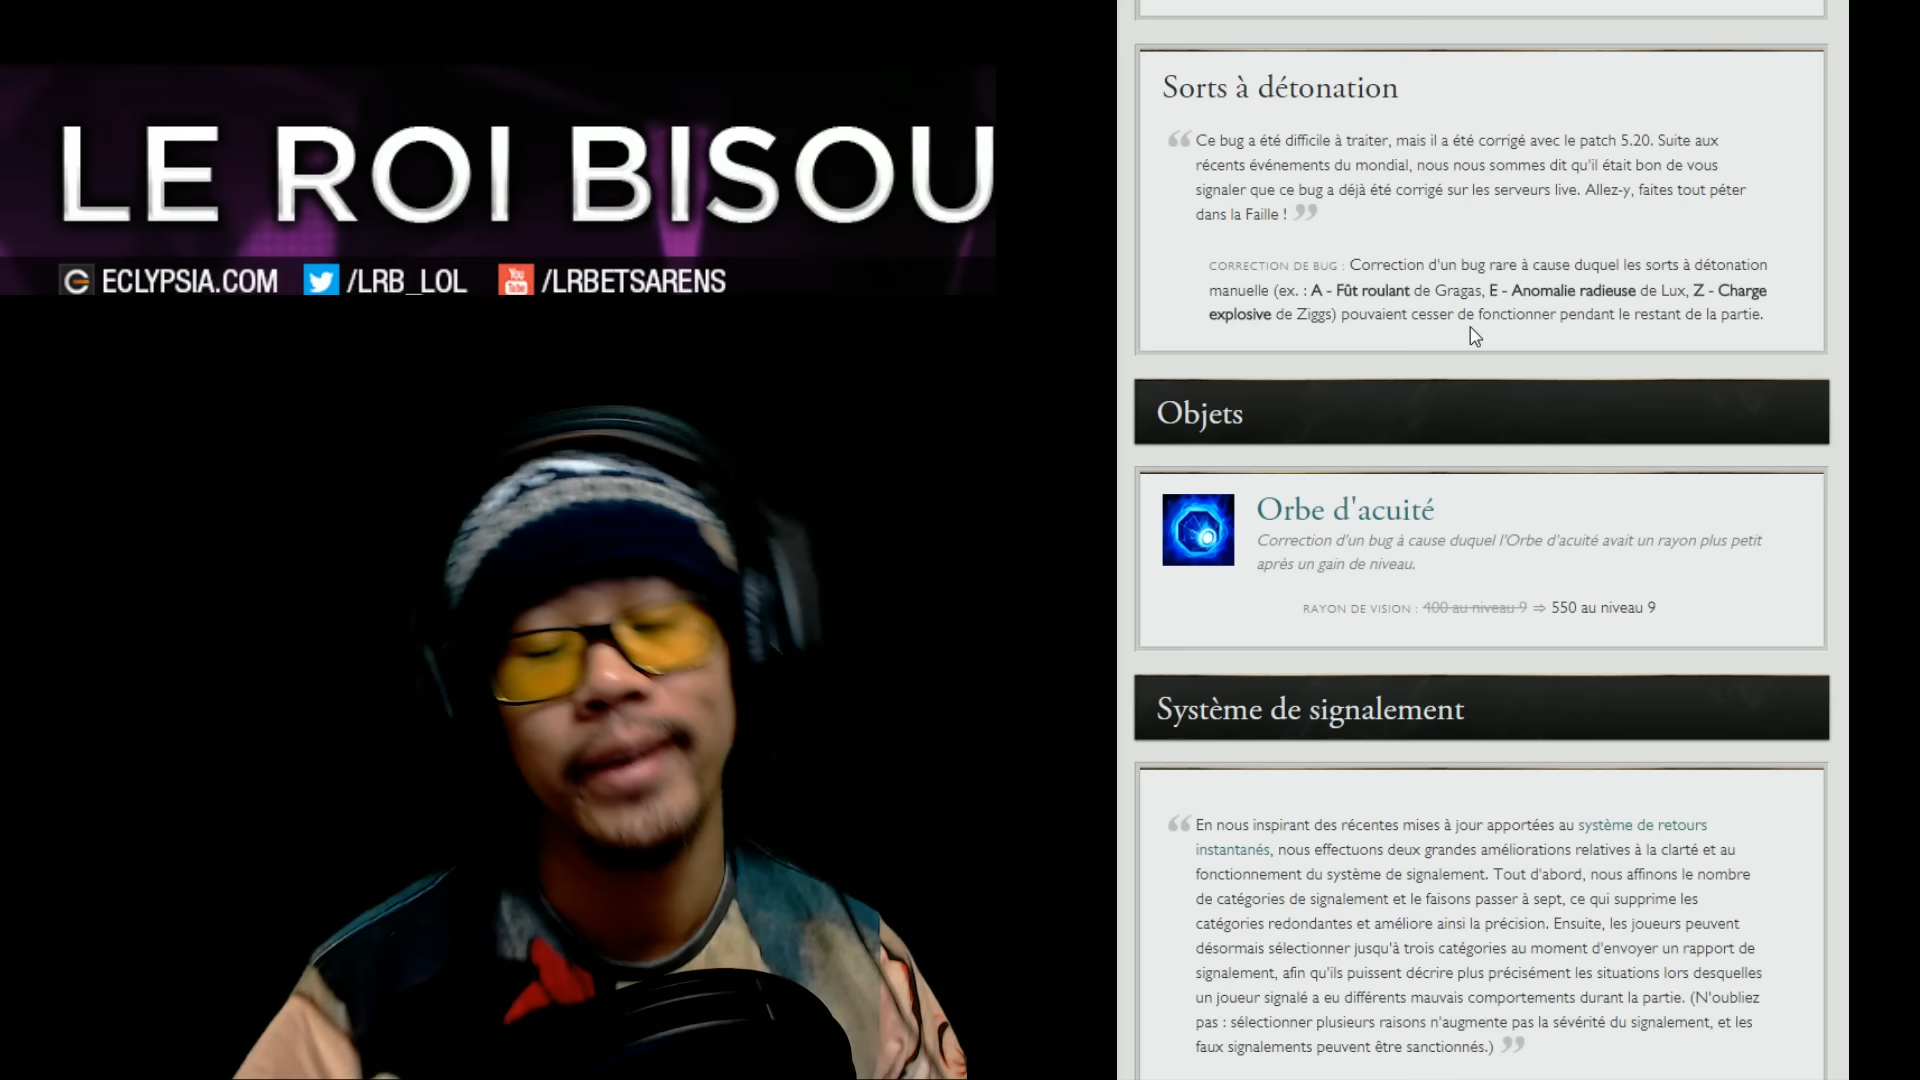 LE ROI BISOU
ECLYPSIA.COM /LRB_LOL You Tube /LRBETSARENS
Sorts à détonation
“ Ce bug a été difficile à traiter, mais il a été corrigé avec le patch 5.20. Suite aux
récents événements du mondial, nous nous sommes dit qu'il était bon de vous
signaler que ce bug a déjà été corrigé sur les serveurs live. Allez-y, faites tout péter
dans la Faille ! ”
CORRECTION DE BUG : Correction d'un bug rare à cause duquel les sorts à détonation
manuelle (ex. : A - Fût roulant de Gragas, E - Anomalie radieuse de Lux, Z - Charge
explosive de Ziggs) pouvaient cesser de fonctionner pendant le restant de la partie.
Objets
Orbe d'acuité
Correction d'un bug à cause duquel l'Orbe d'acuité avait un rayon plus petit
après un gain de niveau.
RAYON DE VISION : 400 au niveau 9 ⇒ 550 au niveau 9
Système de signalement
“ En nous inspirant des récentes mises à jour apportées au système de retours
instantanés, nous effectuons deux grandes améliorations relatives à la clarté et au
fonctionnement du système de signalement. Tout d'abord, nous affinons le nombre
de catégories de signalement et le faisons passer à sept, ce qui supprime les
catégories redondantes et améliore ainsi la précision. Ensuite, les joueurs peuvent
désormais sélectionner jusqu'à trois catégories au moment d'envoyer un rapport de
signalement, afin qu'ils puissent décrire plus précisément les situations lors desquelles
un joueur signalé a eu différents mauvais comportements durant la partie. (N'oubliez
pas : sélectionner plusieurs raisons n'augmente pas la sévérité du signalement, et les
faux signalements peuvent être sanctionnés.) ”